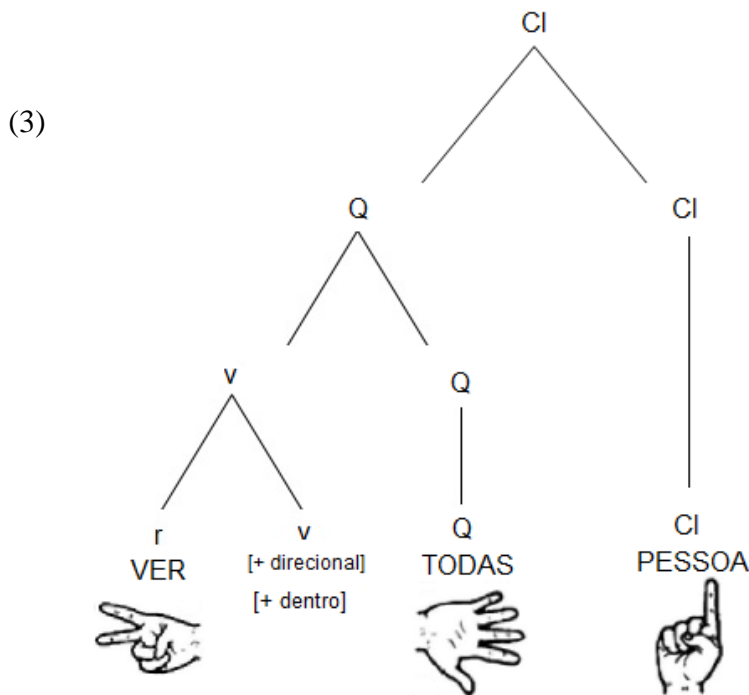 Cl
(3)
Q Cl
v Q
r v Q Cl
VER [+ direcional] TODAS PESSOA
[+ dentro]